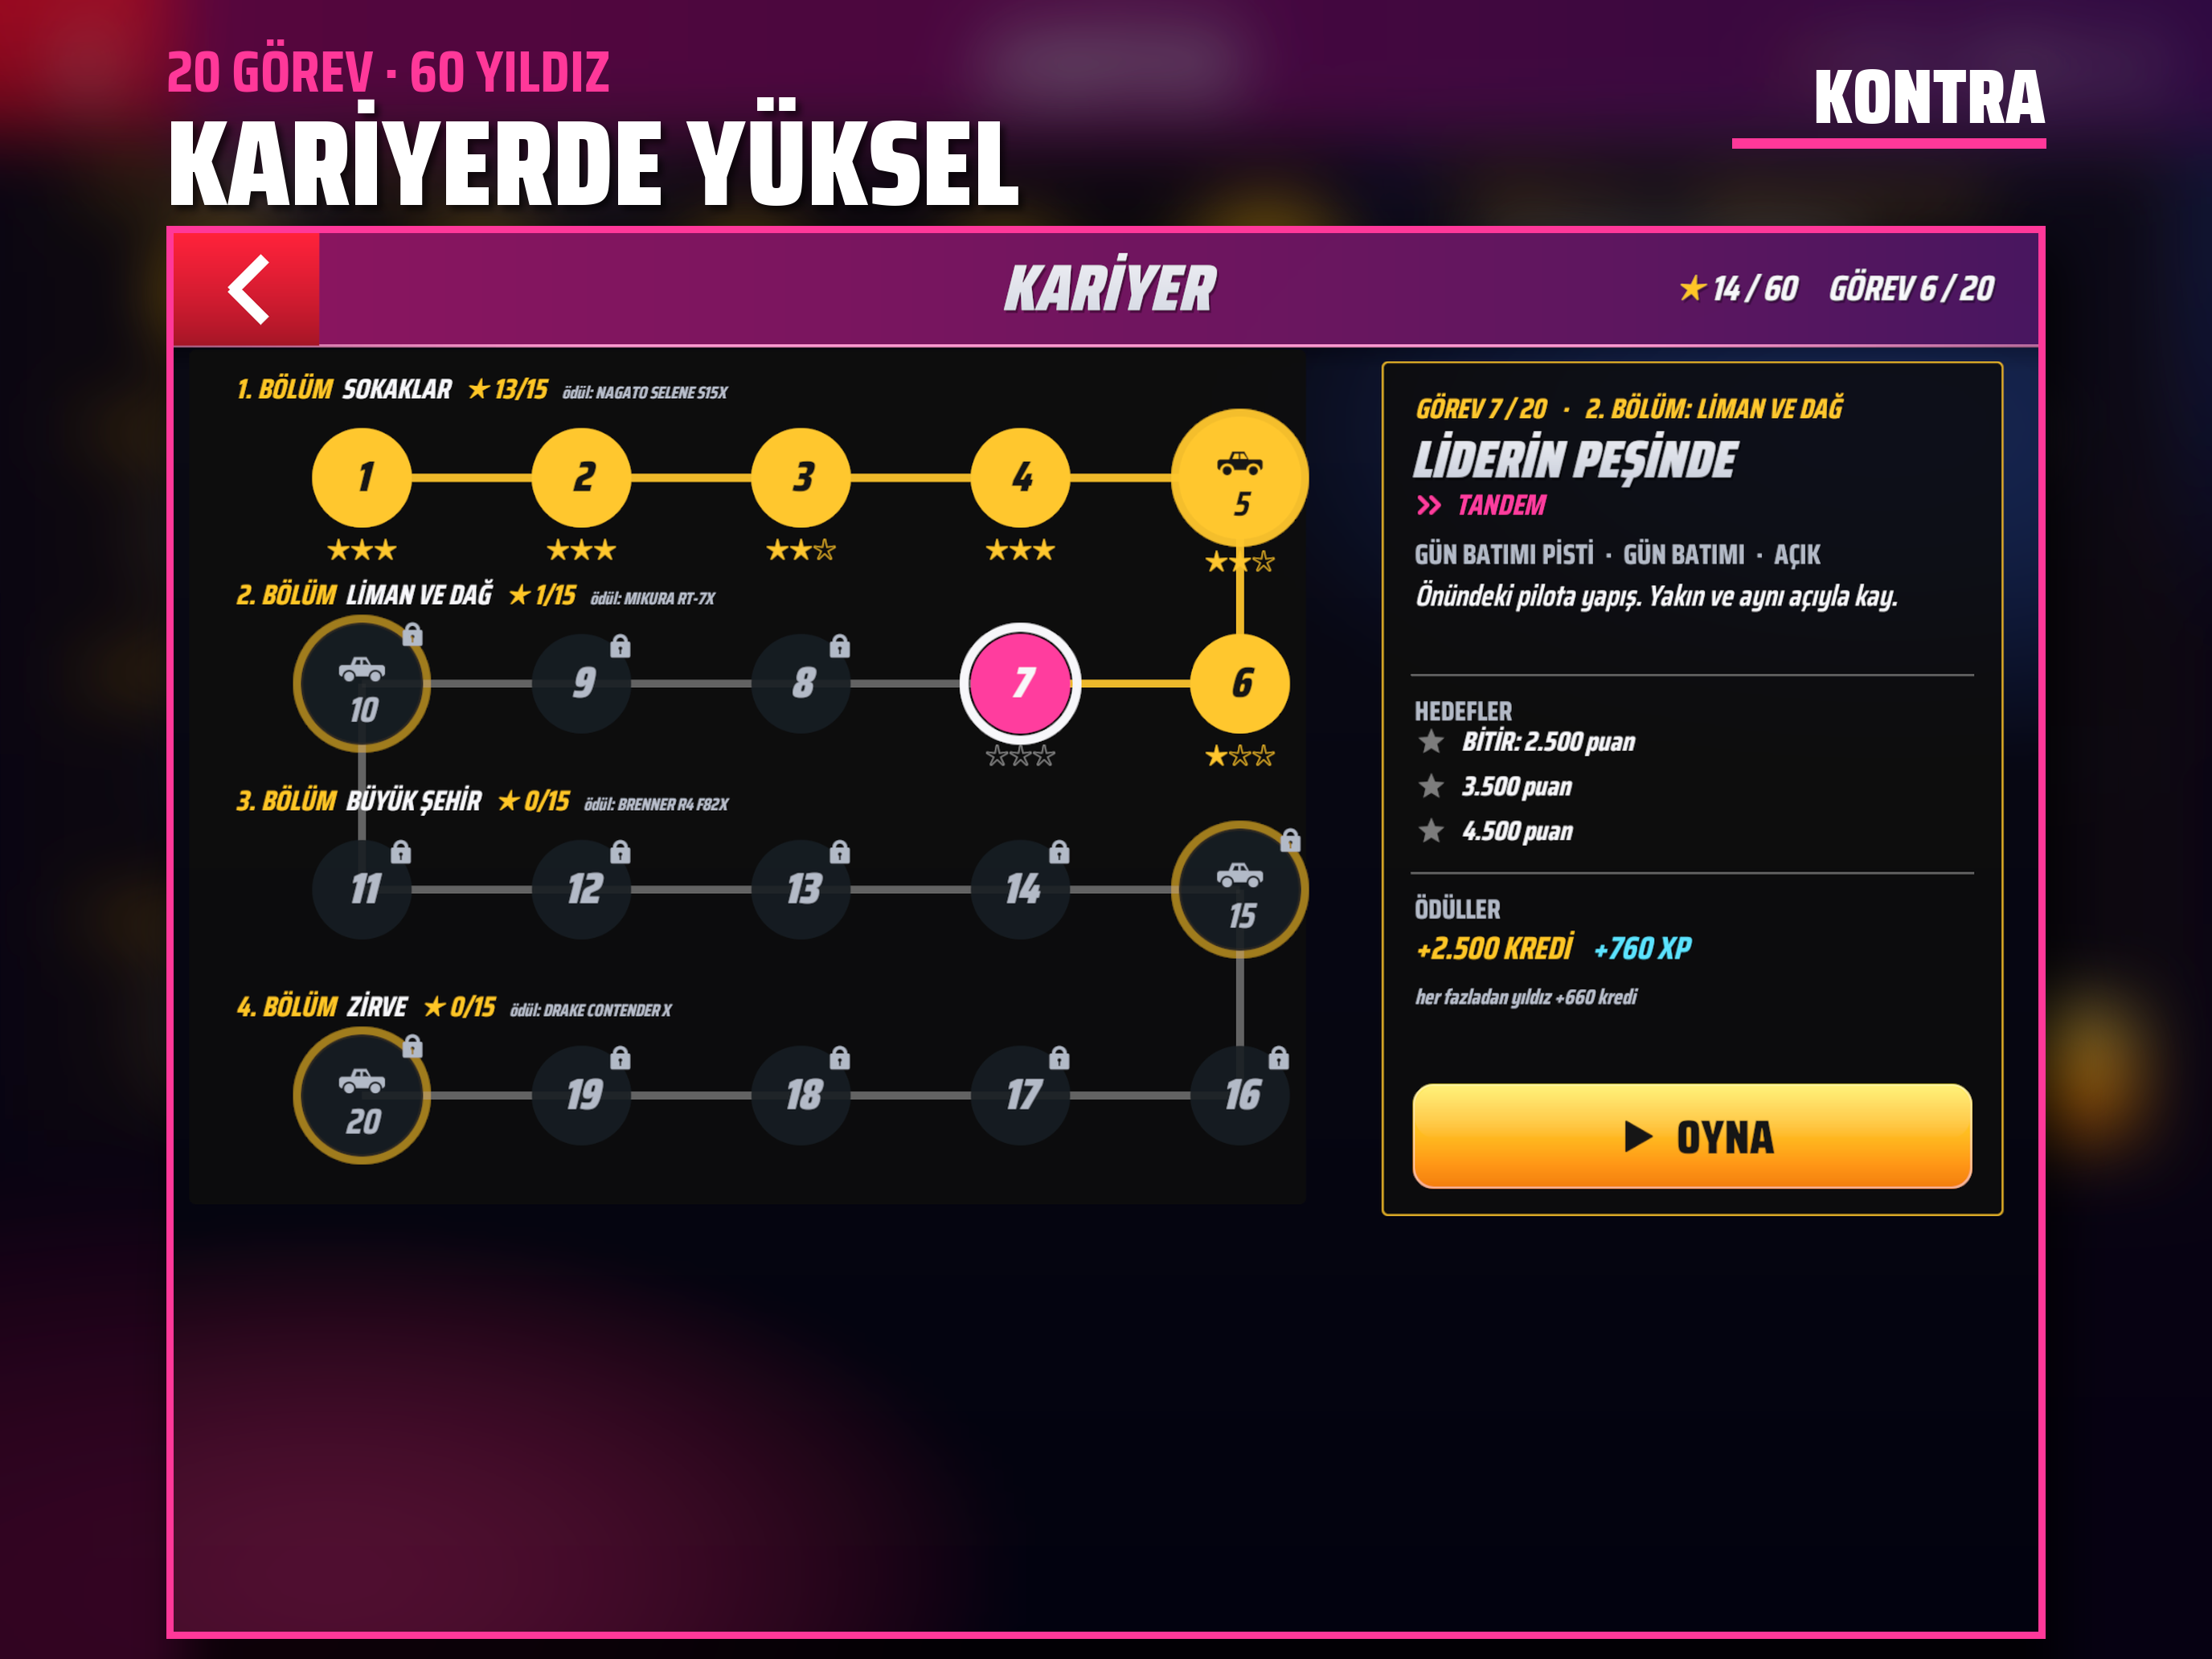 20 GÖREV · 60 YILDIZ
KARİYERDE YÜKSEL
KONTRA
KARİYER
★ 14 / 60 GÖREV 6 / 20
1. BÖLÜM SOKAKLAR ★ 13/15 ödül: NAGATO SELENE S15X
1 2 3 4 5
2. BÖLÜM LİMAN VE DAĞ ★ 1/15 ödül: MIKURA RT-7X
10 9 8 7 6
3. BÖLÜM BÜYÜK ŞEHİR ★ 0/15 ödül: BRENNER R4 F82X
11 12 13 14 15
4. BÖLÜM ZİRVE ★ 0/15 ödül: DRAKE CONTENDER X
20 19 18 17 16
GÖREV 7 / 20 · 2. BÖLÜM: LİMAN VE DAĞ
LİDERİN PEŞİNDE
TANDEM
GÜN BATIMI PİSTİ · GÜN BATIMI · AÇIK
Önündeki pilota yapış. Yakın ve aynı açıyla kay.
HEDEFLER
BİTİR: 2.500 puan
3.500 puan
4.500 puan
ÖDÜLLER
+2.500 KREDİ +760 XP
her fazladan yıldız +660 kredi
OYNA